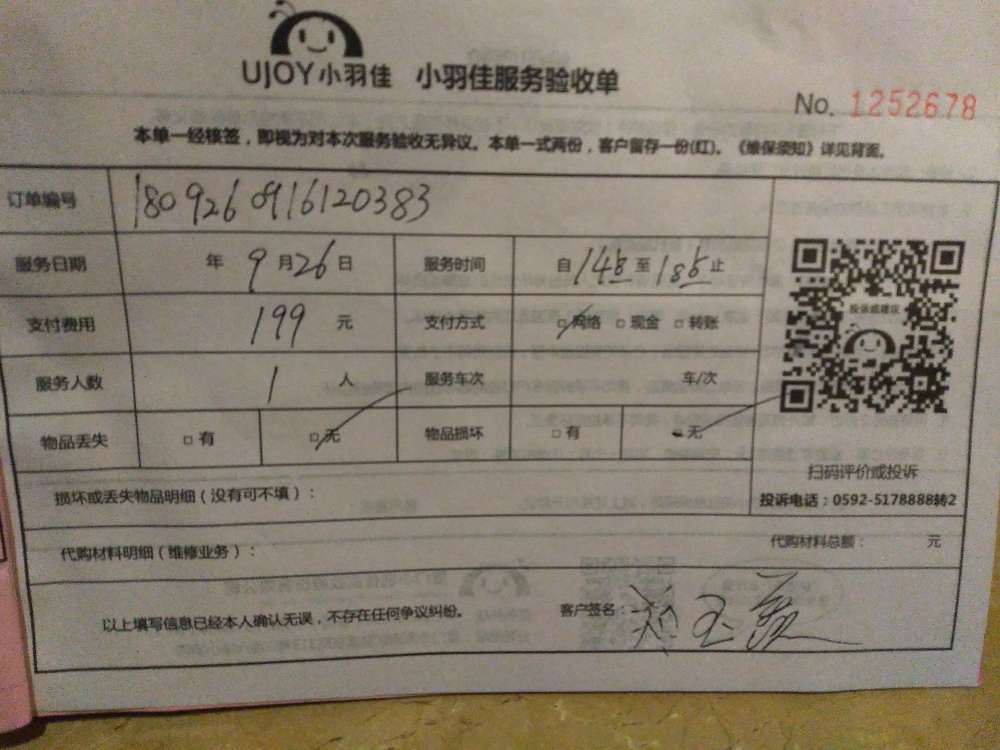 UJOY小羽佳 小羽佳服务验收单
No. 1252678
本单一经核签，即视为对本次服务验收无异议。本单一式两份，客户留存一份(红)。《维保须知》详见背面。
订单编号 180926 0916120383
服务日期 年 9 月 26 日 服务时间 自 至 止
支付费用 199 元 支付方式 □网络 □现金 □转账
投诉或建议
服务人数 1 人 服务车次 车/次
物品丢失 □有 □无 物品损坏 □有 □无
扫码评价或投诉
损坏或丢失物品明细（没有可不填）：
投诉电话：0592-5178888转2
代购材料明细（维修业务）： 代购材料总额： 元
以上填写信息已经本人确认无误，不存在任何争议纠纷。 客户签名：